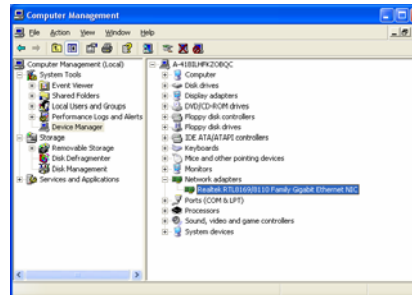 Computer Management
File Action View Window Help
Computer Management (Local)
System Tools
Event Viewer
Shared Folders
Local Users and Groups
Performance Logs and Alerts
Device Manager
Storage
Removable Storage
Disk Defragmenter
Disk Management
Services and Applications
Computer
Disk drives
Display adapters
DVD/CD-ROM drives
Floppy disk controllers
Floppy disk drives
IDE ATA/ATAPI controllers
Keyboards
Mice and other pointing devices
Monitors
Network adapters
Realtek RTL8169/8110 Family Gigabit Ethernet NIC
Ports (COM & LPT)
Processors
Sound, video and game controllers
System devices